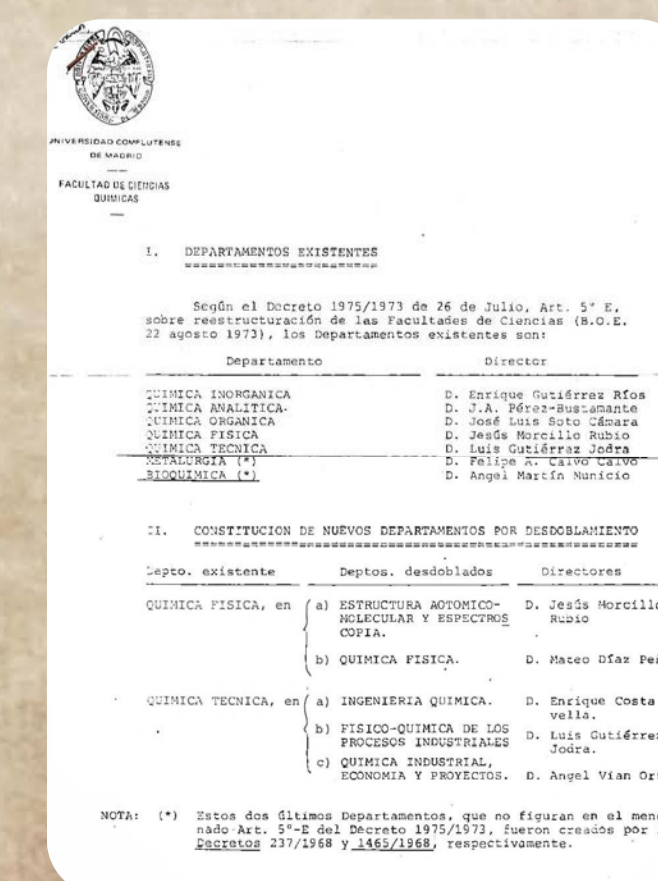 UNIVERSIDAD COMPLUTENSE
DE MADRID
FACULTAD DE CIENCIAS
QUIMICAS
I. DEPARTAMENTOS EXISTENTES
Según el Decreto 1975/1973 de 26 de Julio, Art. 5° E,
sobre reestructuración de las Facultades de Ciencias (B.O.E.
22 agosto 1973), los Departamentos existentes son:
Departamento Director
QUIMICA INORGANICA D. Enrique Gutiérrez Ríos
QUIMICA ANALITICA. D. J.A. Pérez-Bustamante
QUIMICA ORGANICA D. José Luis Soto Cámara
QUIMICA FISICA D. Jesús Morcillo Rubio
QUIMICA TECNICA D. Luis Gutiérrez Jodra
METALURGIA (*) D. Felipe A. Calvo Calvo
BIOQUIMICA (*) D. Angel Martín Municio
II. CONSTITUCION DE NUEVOS DEPARTAMENTOS POR DESDOBLAMIENTO
Depto. existente Deptos. desdoblados Directores
QUIMICA FISICA, en a) ESTRUCTURA AOTOMICO- D. Jesús Morcillo
MOLECULAR Y ESPECTROS Rubio
COPIA.
b) QUIMICA FISICA. D. Mateo Díaz Pe
QUIMICA TECNICA, en a) INGENIERIA QUIMICA. D. Enrique Costa
vella.
b) FISICO-QUIMICA DE LOS D. Luis Gutiérrez
PROCESOS INDUSTRIALES Jodra.
c) QUIMICA INDUSTRIAL,
ECONOMIA Y PROYECTOS. D. Angel Vian Or
NOTA: (*) Estos dos últimos Departamentos, que no figuran en el men
nado Art. 5°-E del Decreto 1975/1973, fueron creados por
Decretos 237/1968 y 1465/1968, respectivamente.